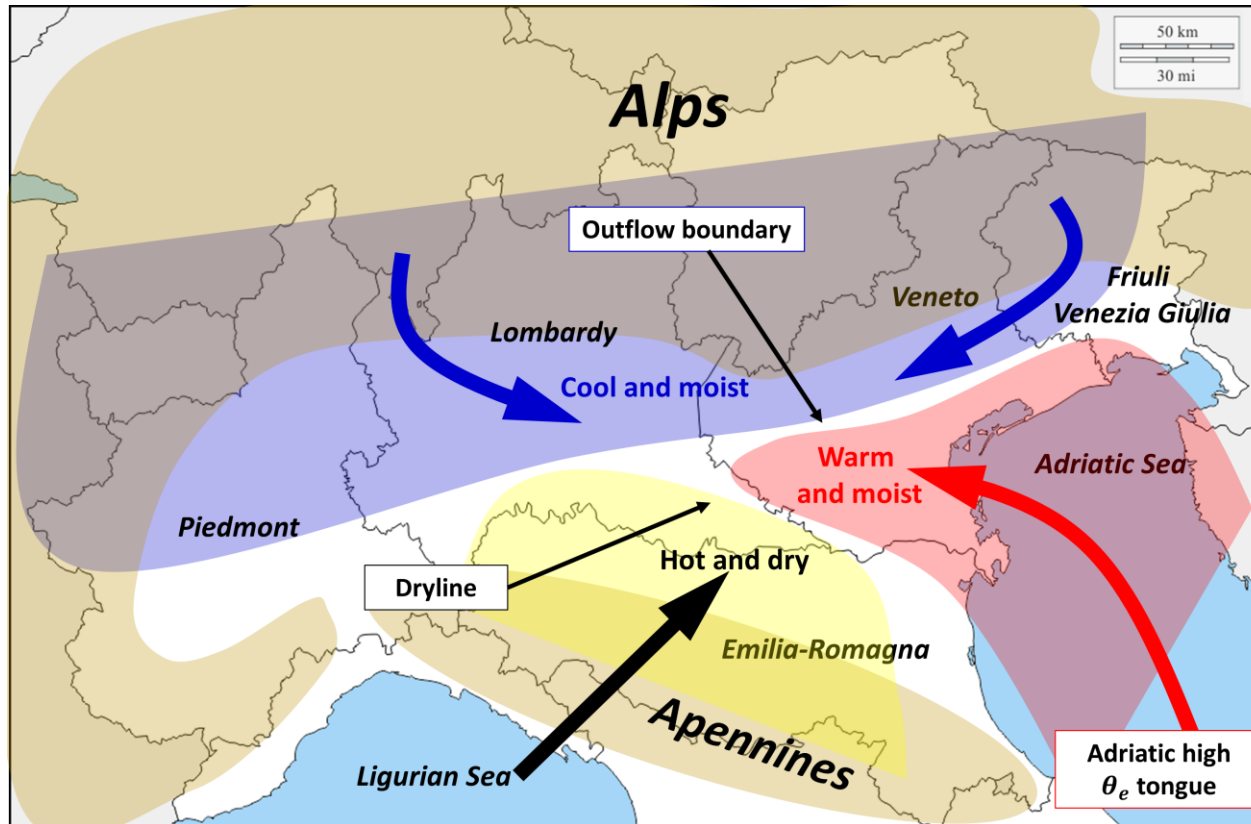 50 km
30 mi
Alps
Outflow boundary
Veneto
Friuli
Venezia Giulia
Lombardy
Cool and moist
Warm
and moist
Adriatic Sea
Piedmont
Hot and dry
Dryline
Emilia-Romagna
Apennines
Ligurian Sea
Adriatic high
θₑ tongue